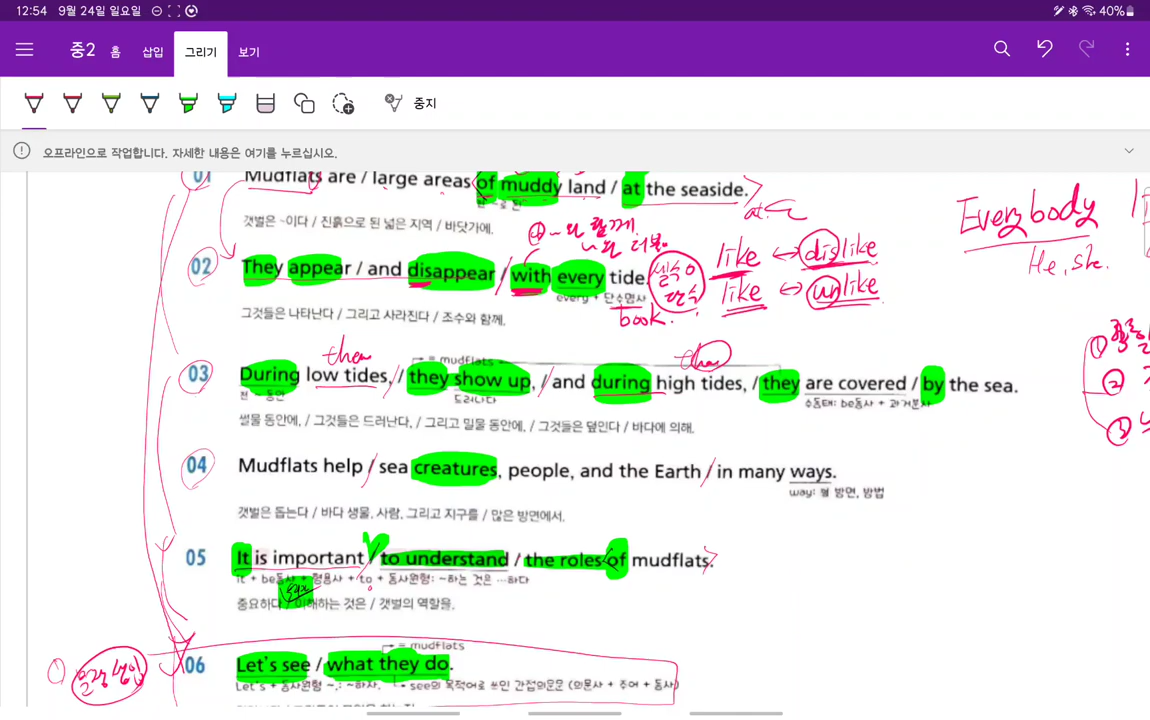 12:54 9월 24일 일요일 40%
중2 홈 삽입 그리기 보기
중지
오프라인으로 작업합니다. 자세한 내용은 여기를 누르십시오.
01 Mudflats are / large areas of muddy land / at the seaside.
at
갯벌은 ~이다 / 진흙으로 된 넓은 지역 / 바닷가에.
Everybody
He, she.
02 They appear / and disappear / with every tide.
every + 단수명사
book.
like ↔ dislike
like ↔ unlike
그것들은 나타난다 / 그리고 사라진다 / 조수와 함께.
then
= mudflats
03 During low tides, / they show up, / and during high tides, / they are covered / by the sea.
전 ~ 동안
드러나다
수동태: be동사 + 과거분사
썰물 동안에, / 그것들은 드러난다, / 그리고 밀물 동안에, / 그것들은 덮인다 / 바다에 의해.
①
②
③
04 Mudflats help / sea creatures, people, and the Earth / in many ways.
way: 명 방면, 방법
갯벌은 돕는다 / 바다 생물, 사람, 그리고 지구를 / 많은 방면에서.
05 It is important / to understand / the roles of mudflats.
it + be동사 + 형용사 + to + 동사원형: ~하는 것은 …하다
중요하다 / 이해하는 것은 / 갯벌의 역할을.
= mudflats
06 Let's see / what they do.
Let's + 동사원형 ~.: ~하자.
see의 목적어로 쓰인 간접의문문 (의문사 + 주어 + 동사)